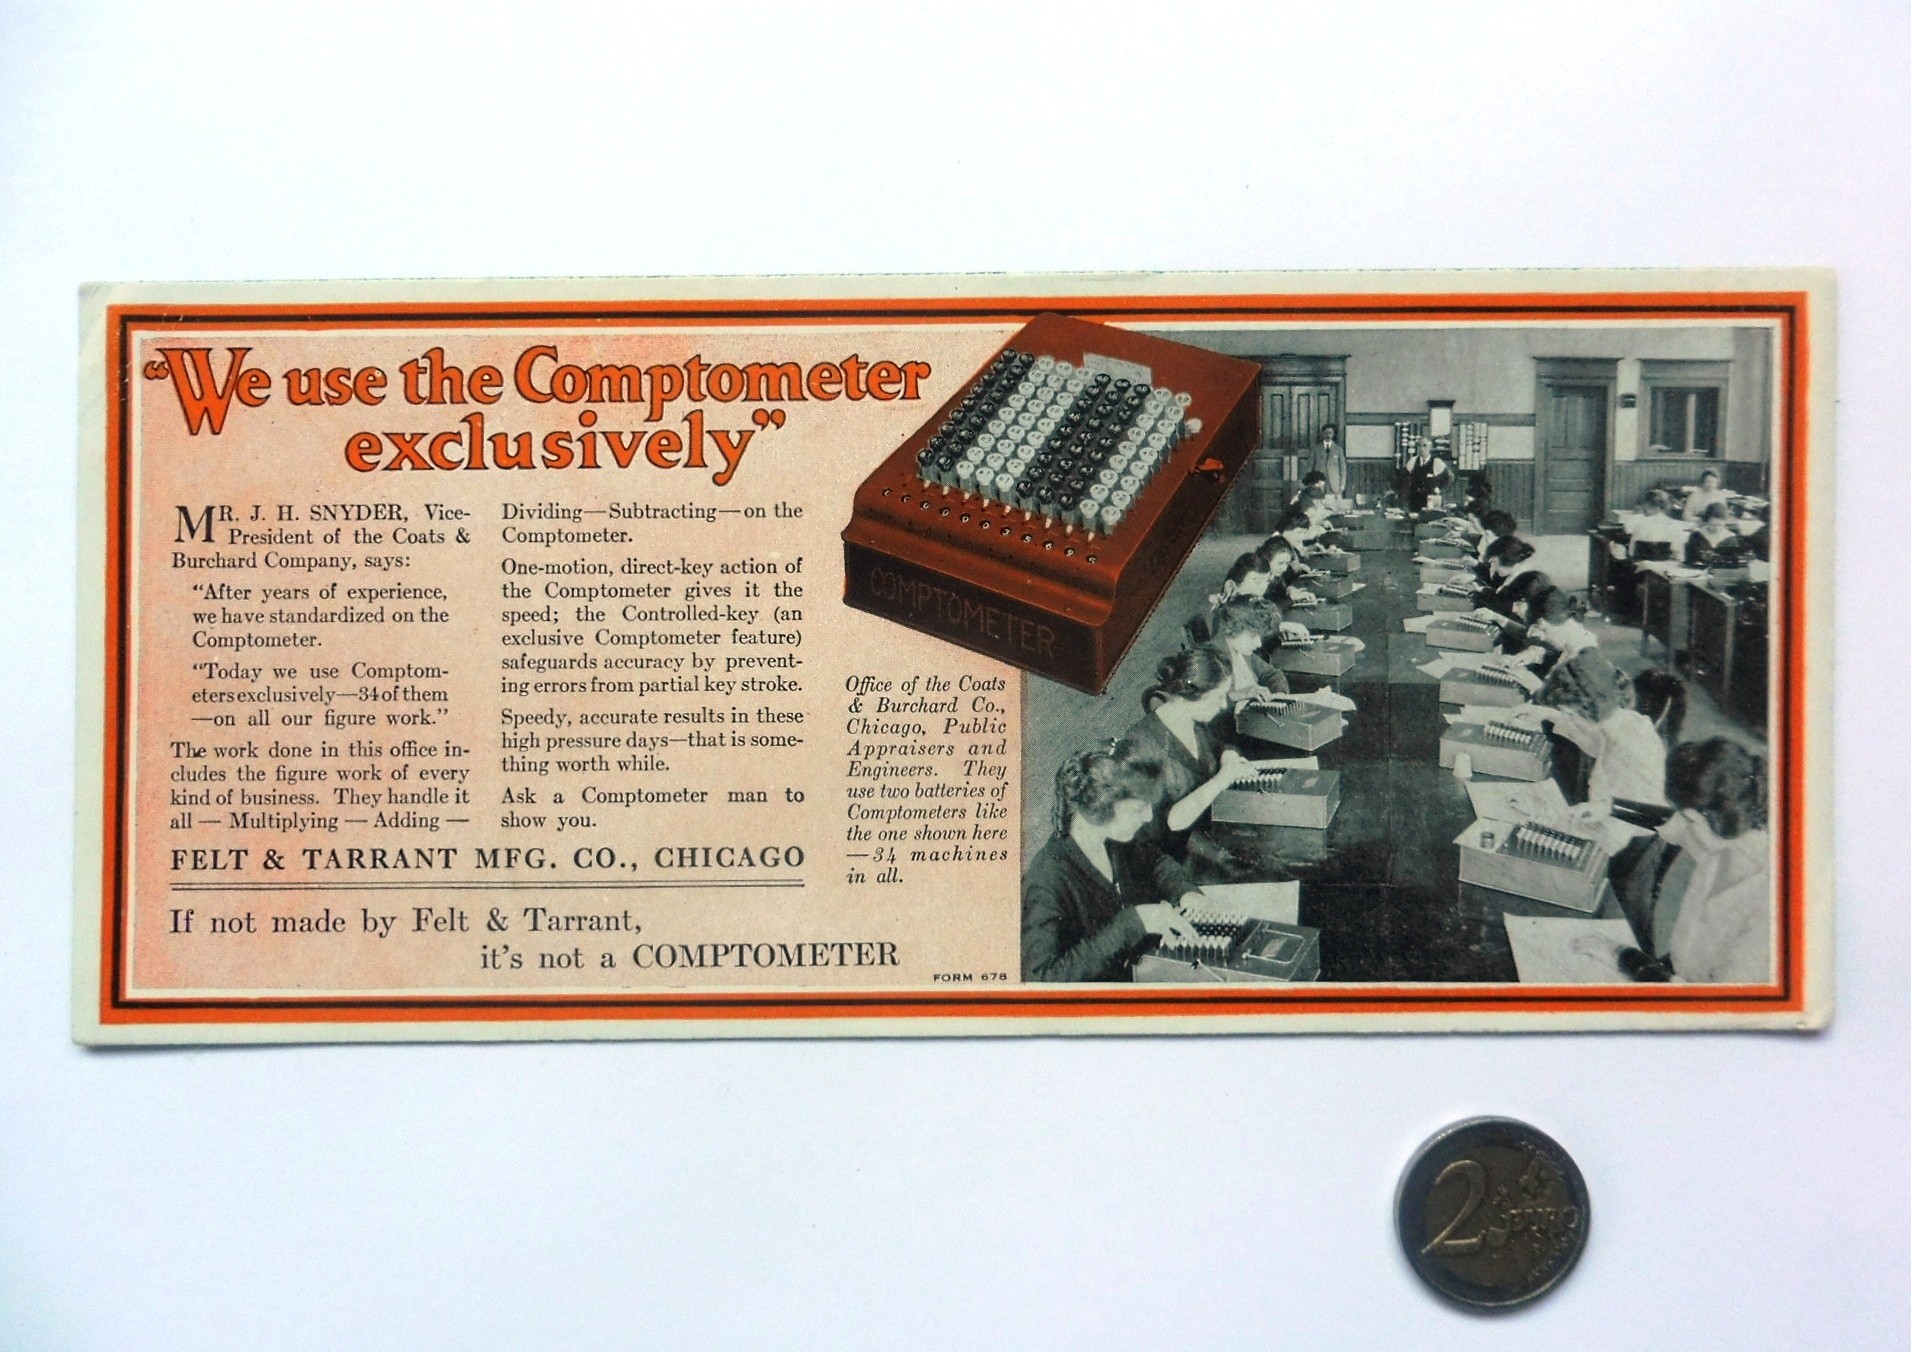 “We use the Comptometer
exclusively”
MR. J. H. SNYDER, Vice-
President of the Coats &
Burchard Company, says:
“After years of experience,
we have standardized on the
Comptometer.
“Today we use Comptom-
eters exclusively—34 of them
—on all our figure work.”
The work done in this office in-
cludes the figure work of every
kind of business. They handle it
all — Multiplying — Adding —
Dividing—Subtracting—on the
Comptometer.
One-motion, direct-key action of
the Comptometer gives it the
speed; the Controlled-key (an
exclusive Comptometer feature)
safeguards accuracy by prevent-
ing errors from partial key stroke.
Speedy, accurate results in these
high pressure days—that is some-
thing worth while.
Ask a Comptometer man to
show you.
FELT & TARRANT MFG. CO., CHICAGO
If not made by Felt & Tarrant,
it's not a COMPTOMETER
FORM 678
COMPTOMETER
Office of the Coats
& Burchard Co.,
Chicago, Public
Appraisers and
Engineers. They
use two batteries of
Comptometers like
the one shown here
—34 machines
in all.
2 EURO